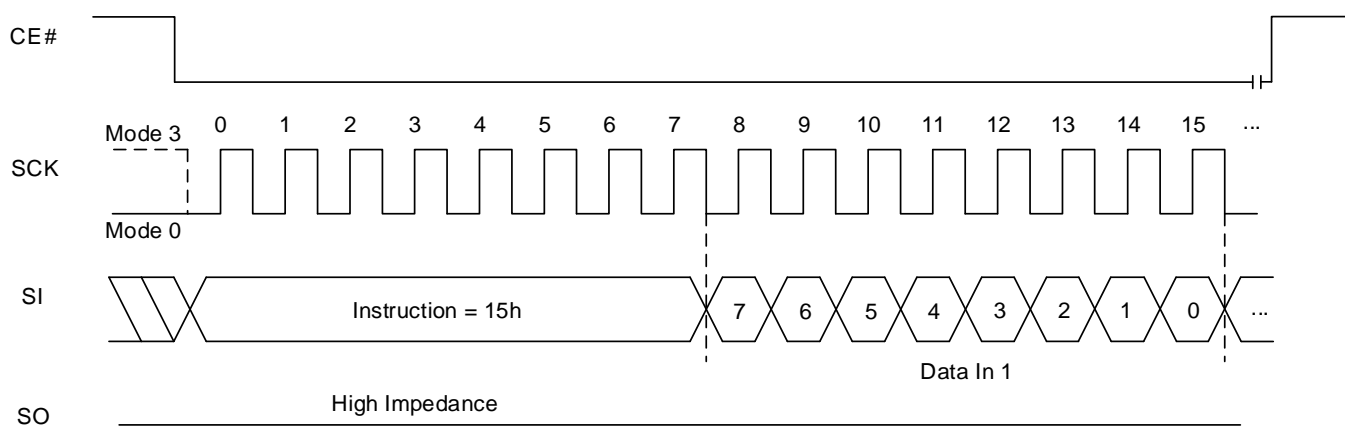 CE#
Mode 3 0 1 2 3 4 5 6 7 8 9 10 11 12 13 14 15 ...
SCK
Mode 0
SI Instruction = 15h 7 6 5 4 3 2 1 0 ...
Data In 1
High Impedance
SO